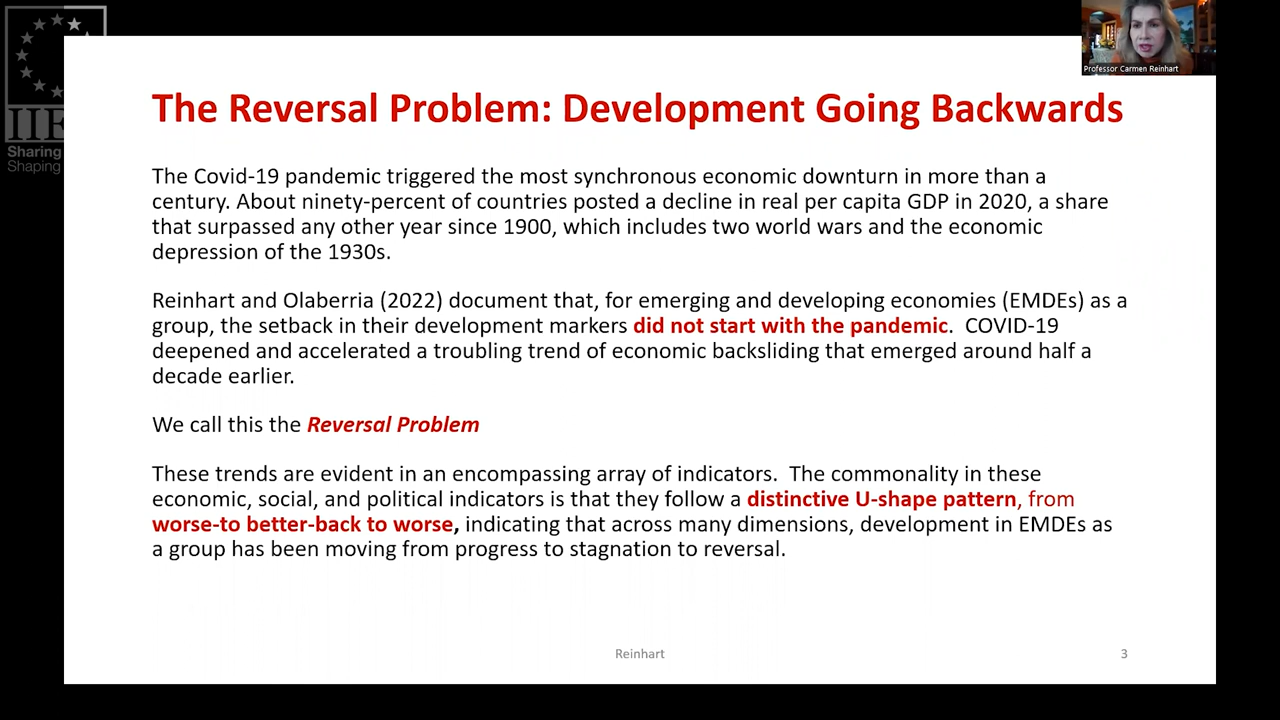 Professor Carmen Reinhart
IIE
Sharing
Shaping
The Reversal Problem: Development Going Backwards
The Covid-19 pandemic triggered the most synchronous economic downturn in more than a
century. About ninety-percent of countries posted a decline in real per capita GDP in 2020, a share
that surpassed any other year since 1900, which includes two world wars and the economic
depression of the 1930s.
Reinhart and Olaberria (2022) document that, for emerging and developing economies (EMDEs) as a
group, the setback in their development markers did not start with the pandemic.  COVID-19
deepened and accelerated a troubling trend of economic backsliding that emerged around half a
decade earlier.
We call this the Reversal Problem
These trends are evident in an encompassing array of indicators.  The commonality in these
economic, social, and political indicators is that they follow a distinctive U-shape pattern, from
worse-to better-back to worse, indicating that across many dimensions, development in EMDEs as
a group has been moving from progress to stagnation to reversal.
Reinhart
3